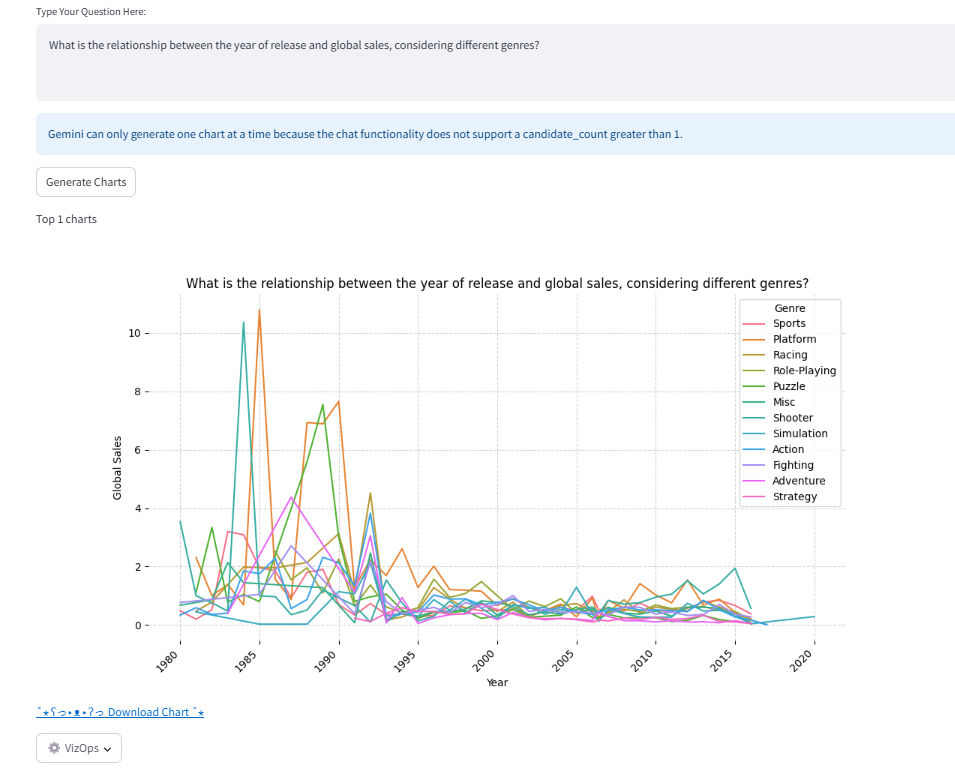 Type Your Question Here:
What is the relationship between the year of release and global sales, considering different genres?
Gemini can only generate one chart at a time because the chat functionality does not support a candidate_count greater than 1.
Generate Charts
Top 1 charts
What is the relationship between the year of release and global sales, considering different genres?
Genre
Sports
Platform
Racing
Role-Playing
Puzzle
Misc
Shooter
Simulation
Action
Fighting
Adventure
Strategy
Global Sales
10
8
6
4
2
0
1980
1985
1990
1995
2000
2005
2010
2015
2020
Year
Download Chart
VizOps